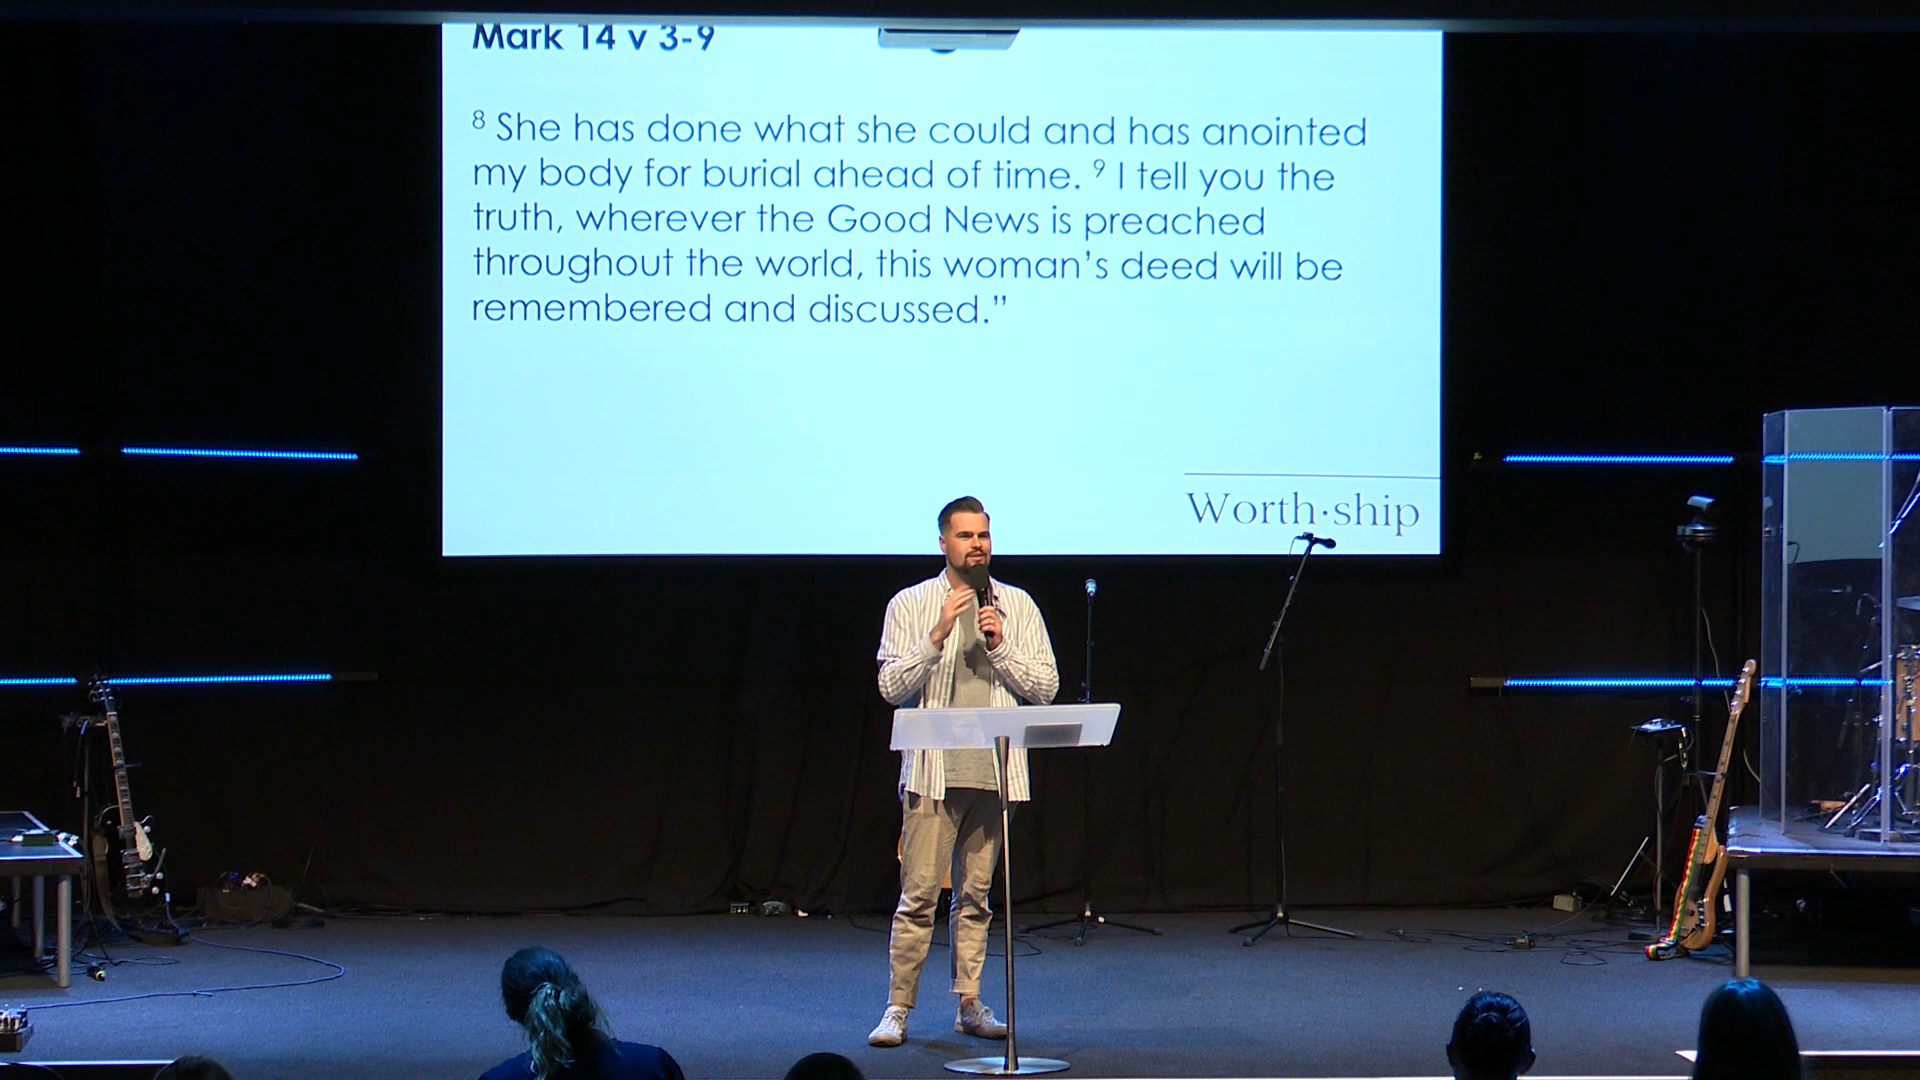 Mark 14 v 3-9
8 She has done what she could and has anointed
my body for burial ahead of time. 9 I tell you the
truth, wherever the Good News is preached
throughout the world, this woman’s deed will be
remembered and discussed.”
Worth·ship